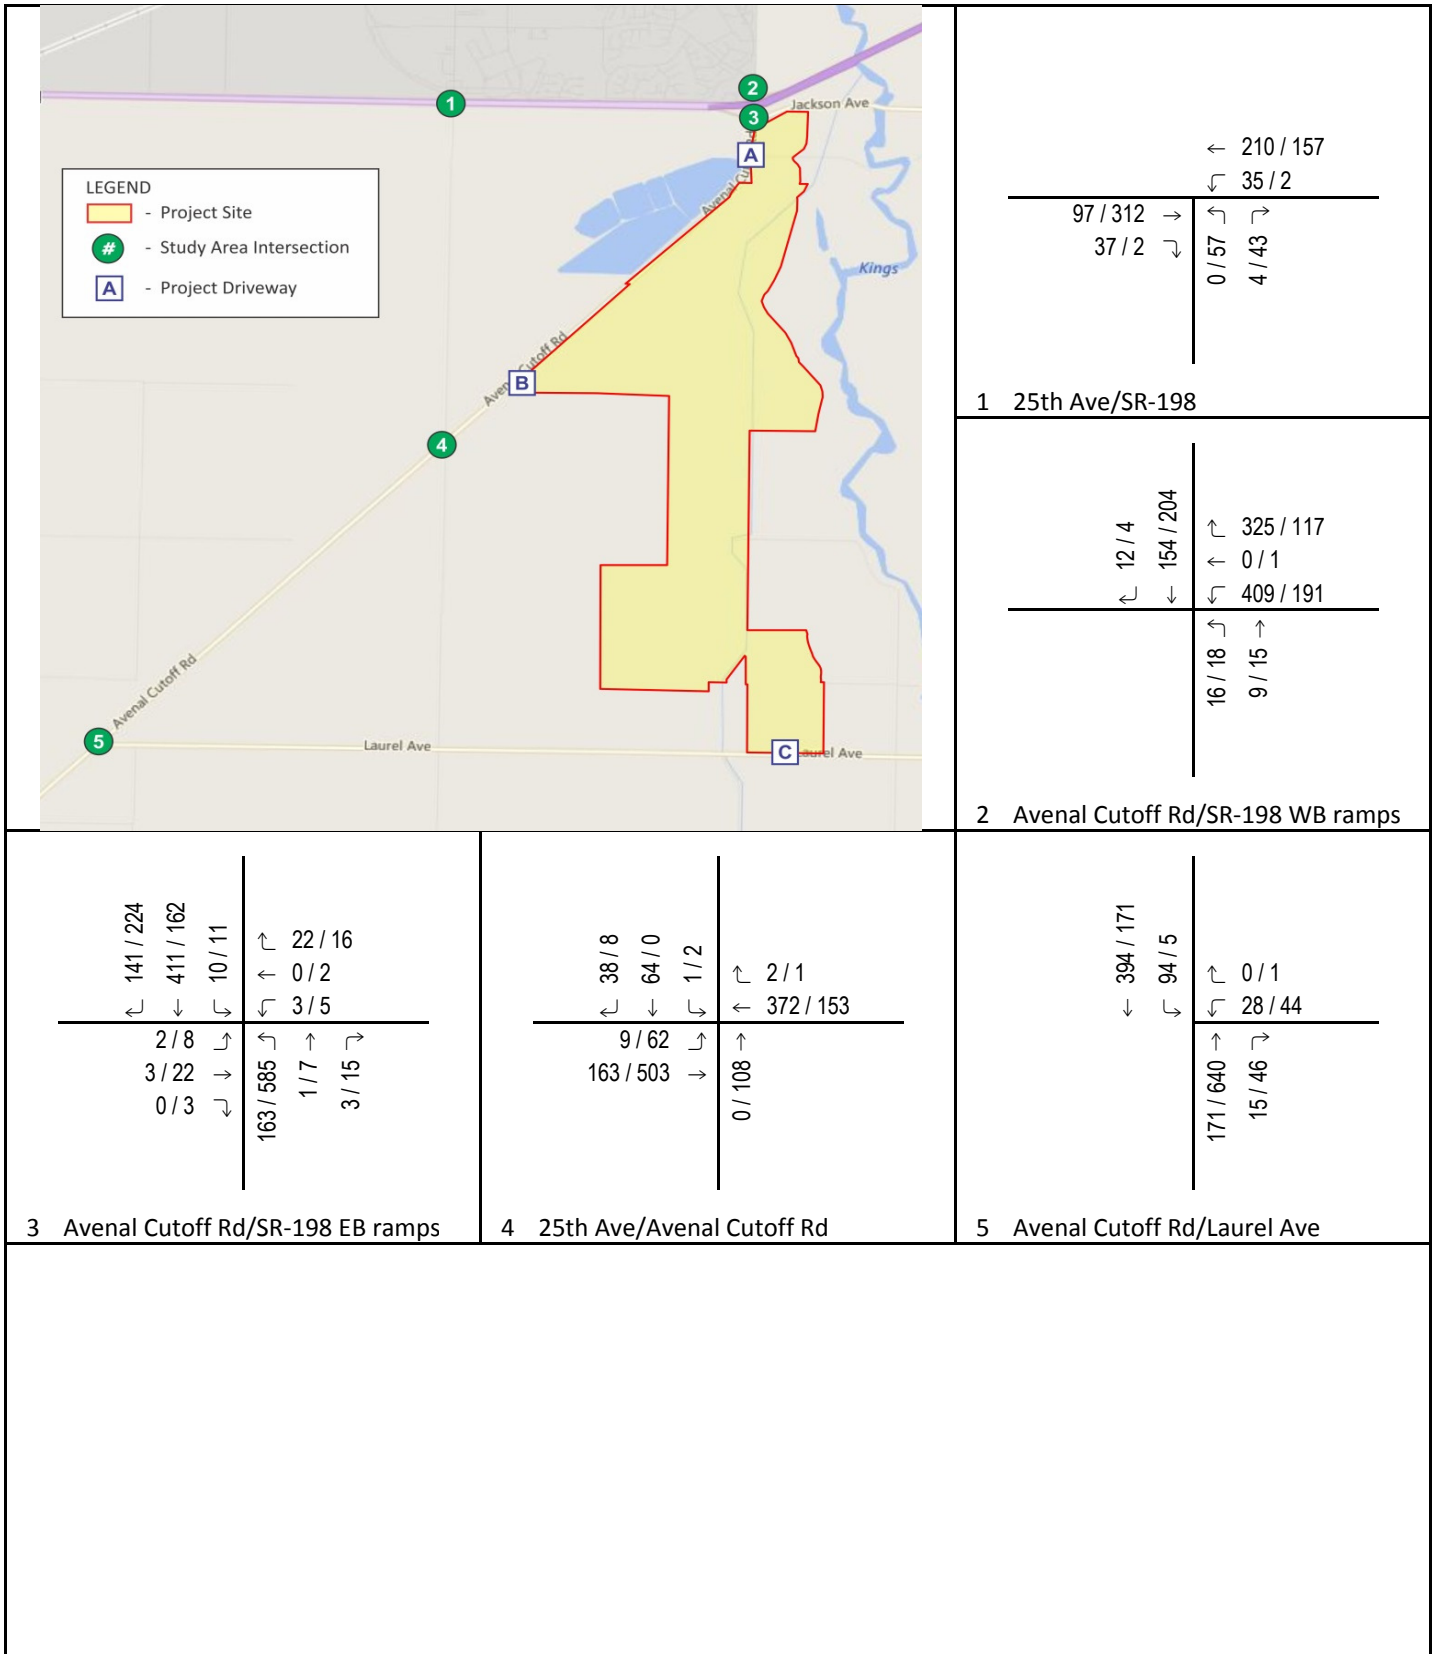 1
2
3
Jackson Ave
A
Avenal Cu
LEGEND
- Project Site
# - Study Area Intersection
A - Project Driveway
Kings
Avenal Cutoff Rd
B
4
Avenal Cutoff Rd
5
Laurel Ave
C
Laurel Ave
← 210 / 157
35 / 2
97 / 312 →
37 / 2
0 / 57
4 / 43
1 25th Ave/SR-198
12 / 4
154 / 204
325 / 117
← 0 / 1
↓ 409 / 191
16 / 18
9 / 15
2 Avenal Cutoff Rd/SR-198 WB ramps
141 / 224
411 / 162
10 / 11
22 / 16
← 0 / 2
↓ 3 / 5
2 / 8
3 / 22 →
0 / 3
163 / 585
1 / 7
3 / 15
3 Avenal Cutoff Rd/SR-198 EB ramps
38 / 8
64 / 0
1 / 2
2 / 1
← 372 / 153
9 / 62
163 / 503 →
0 / 108
4 25th Ave/Avenal Cutoff Rd
394 / 171
94 / 5
0 / 1
28 / 44
171 / 640
15 / 46
5 Avenal Cutoff Rd/Laurel Ave